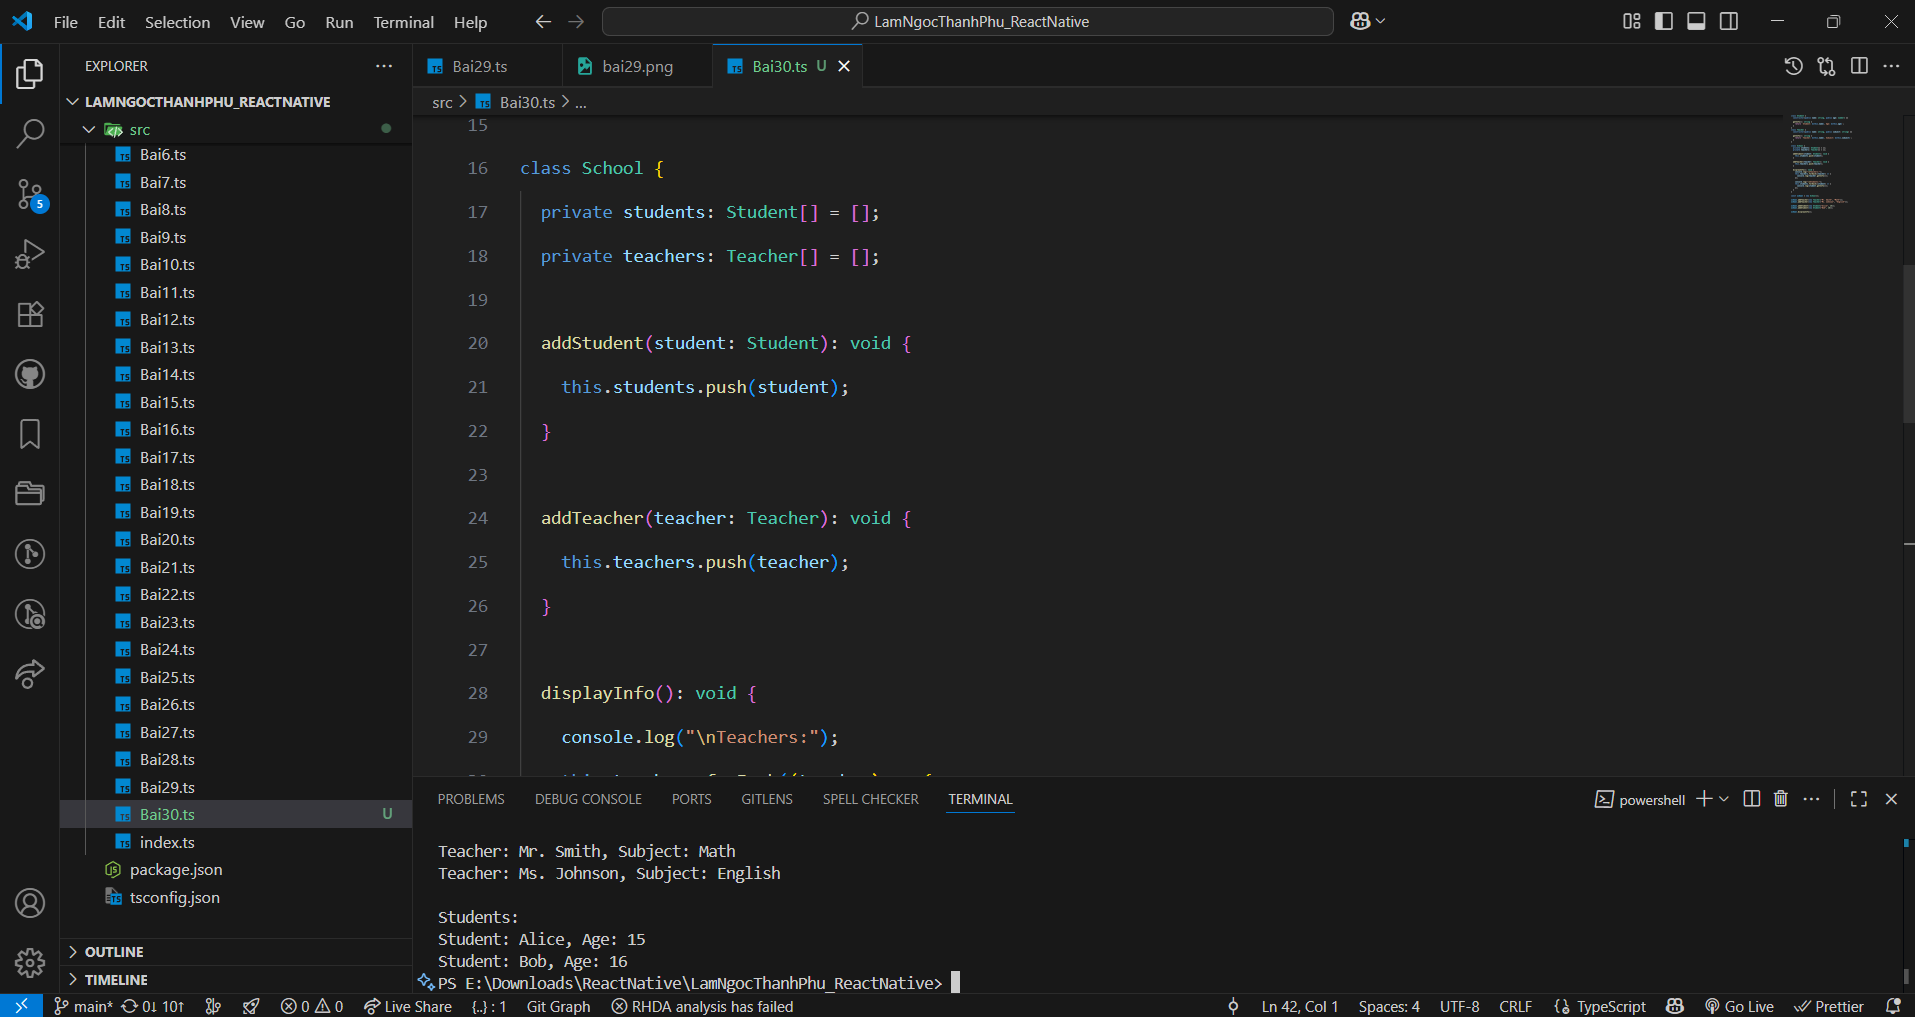 File Edit Selection View Go Run Terminal Help
LamNgocThanhPhu_ReactNative
EXPLORER
LAMNGOCTHANHPHU_REACTNATIVE
src
Bai6.ts
Bai7.ts
Bai8.ts
Bai9.ts
Bai10.ts
Bai11.ts
Bai12.ts
Bai13.ts
Bai14.ts
Bai15.ts
Bai16.ts
Bai17.ts
Bai18.ts
Bai19.ts
Bai20.ts
Bai21.ts
Bai22.ts
Bai23.ts
Bai24.ts
Bai25.ts
Bai26.ts
Bai27.ts
Bai28.ts
Bai29.ts
Bai30.ts U
index.ts
package.json
tsconfig.json
OUTLINE
TIMELINE
5
Bai29.ts bai29.png Bai30.ts U
src > Bai30.ts > ...
15
16 class School {
17 private students: Student[] = [];
18 private teachers: Teacher[] = [];
19
20 addStudent(student: Student): void {
21 this.students.push(student);
22 }
23
24 addTeacher(teacher: Teacher): void {
25 this.teachers.push(teacher);
26 }
27
28 displayInfo(): void {
29 console.log("\nTeachers:");
PROBLEMS DEBUG CONSOLE PORTS GITLENS SPELL CHECKER TERMINAL
powershell
Teacher: Mr. Smith, Subject: Math
Teacher: Ms. Johnson, Subject: English
Students:
Student: Alice, Age: 15
Student: Bob, Age: 16
PS E:\Downloads\ReactNative\LamNgocThanhPhu_ReactNative>
main* 0↓ 10↑ 0 0 Live Share {..} : 1 Git Graph RHDA analysis has failed Ln 42, Col 1 Spaces: 4 UTF-8 CRLF {} TypeScript Go Live Prettier